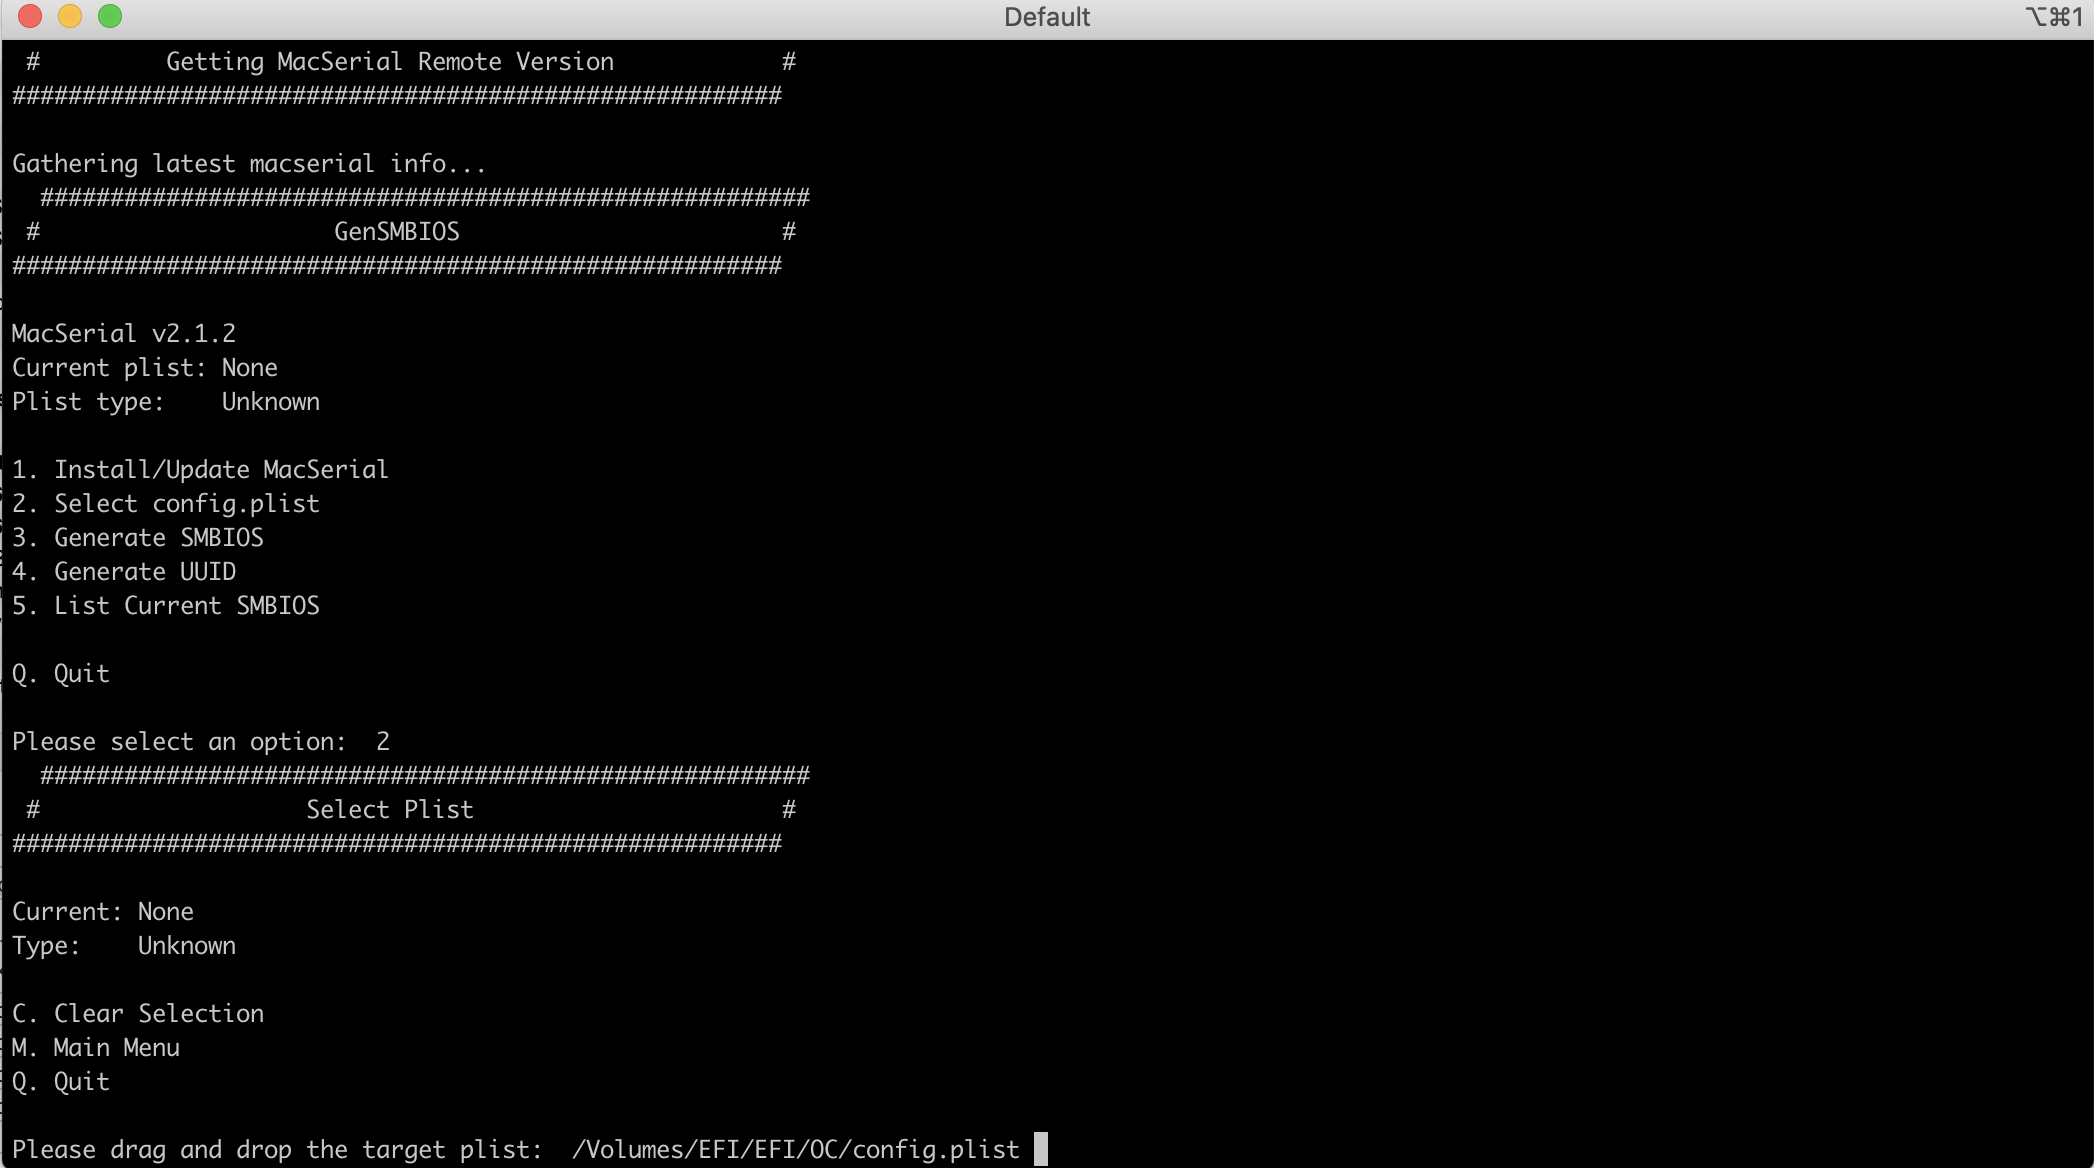 Default
⌥⌘1
#         Getting MacSerial Remote Version            #
#######################################################
Gathering latest macserial info...
#######################################################
#                     GenSMBIOS                       #
#######################################################
MacSerial v2.1.2
Current plist: None
Plist type:    Unknown
1. Install/Update MacSerial
2. Select config.plist
3. Generate SMBIOS
4. Generate UUID
5. List Current SMBIOS
Q. Quit
Please select an option:  2
#######################################################
#                   Select Plist                      #
#######################################################
Current: None
Type:    Unknown
C. Clear Selection
M. Main Menu
Q. Quit
Please drag and drop the target plist:  /Volumes/EFI/EFI/OC/config.plist